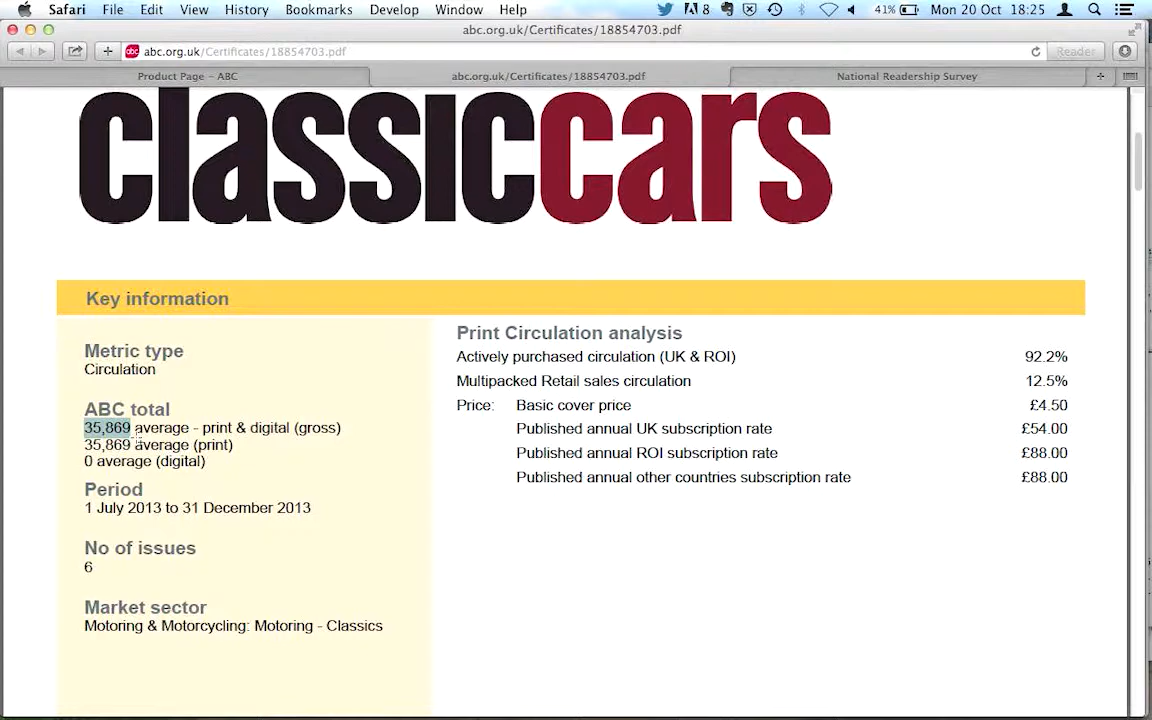 Safari File Edit View History Bookmarks Develop Window Help 8 41% Mon 20 Oct 18:25
abc.org.uk/Certificates/18854703.pdf
abc abc.org.uk/Certificates/18854703.pdf Reader
Product Page – ABC abc.org.uk/Certificates/18854703.pdf National Readership Survey
classiccars
Key information
Metric type
Circulation
ABC total
35,869 average - print & digital (gross)
35,869 average (print)
0 average (digital)
Period
1 July 2013 to 31 December 2013
No of issues
6
Market sector
Motoring & Motorcycling: Motoring - Classics
Print Circulation analysis
Actively purchased circulation (UK & ROI) 92.2%
Multipacked Retail sales circulation 12.5%
Price: Basic cover price £4.50
Published annual UK subscription rate £54.00
Published annual ROI subscription rate £88.00
Published annual other countries subscription rate £88.00